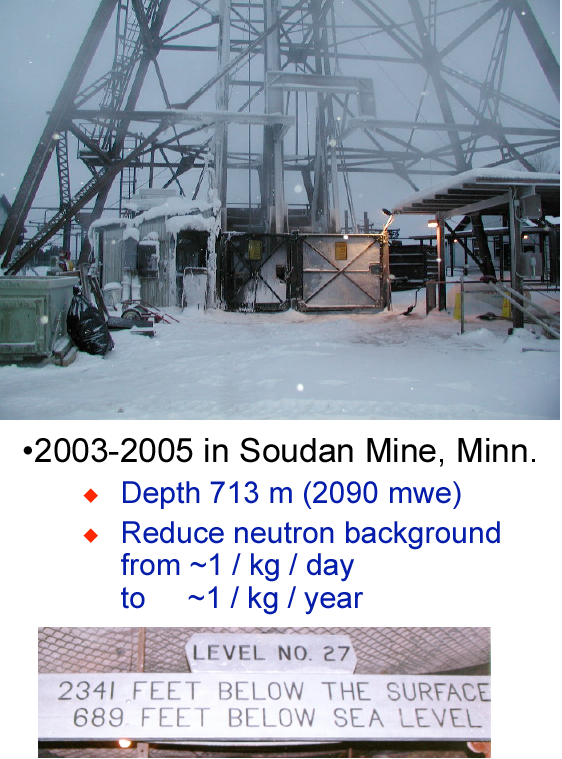 •2003-2005 in Soudan Mine, Minn.
◆ Depth 713 m (2090 mwe)
◆ Reduce neutron background
from ~1 / kg / day
to ~1 / kg / year
LEVEL NO. 27
2341 FEET BELOW THE SURFACE
689 FEET BELOW SEA LEVEL